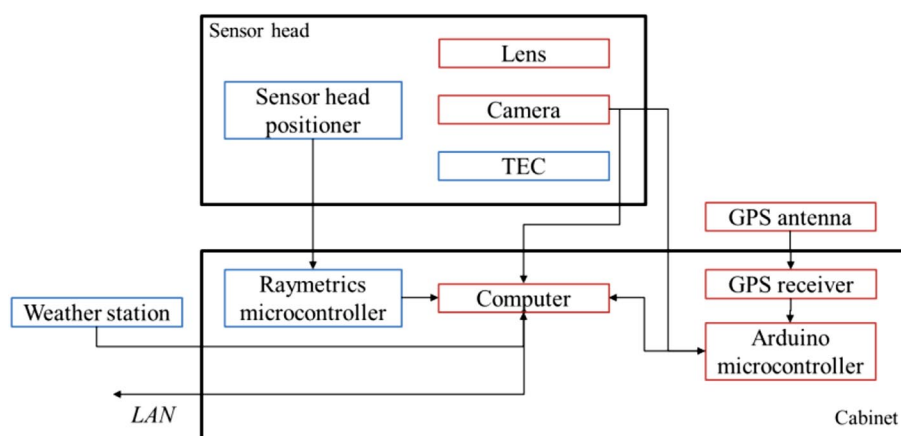 Sensor head
Lens
Sensor head
positioner
Camera
TEC
GPS antenna
Raymetrics
microcontroller
Computer
GPS receiver
Weather station
Arduino
microcontroller
LAN
Cabinet